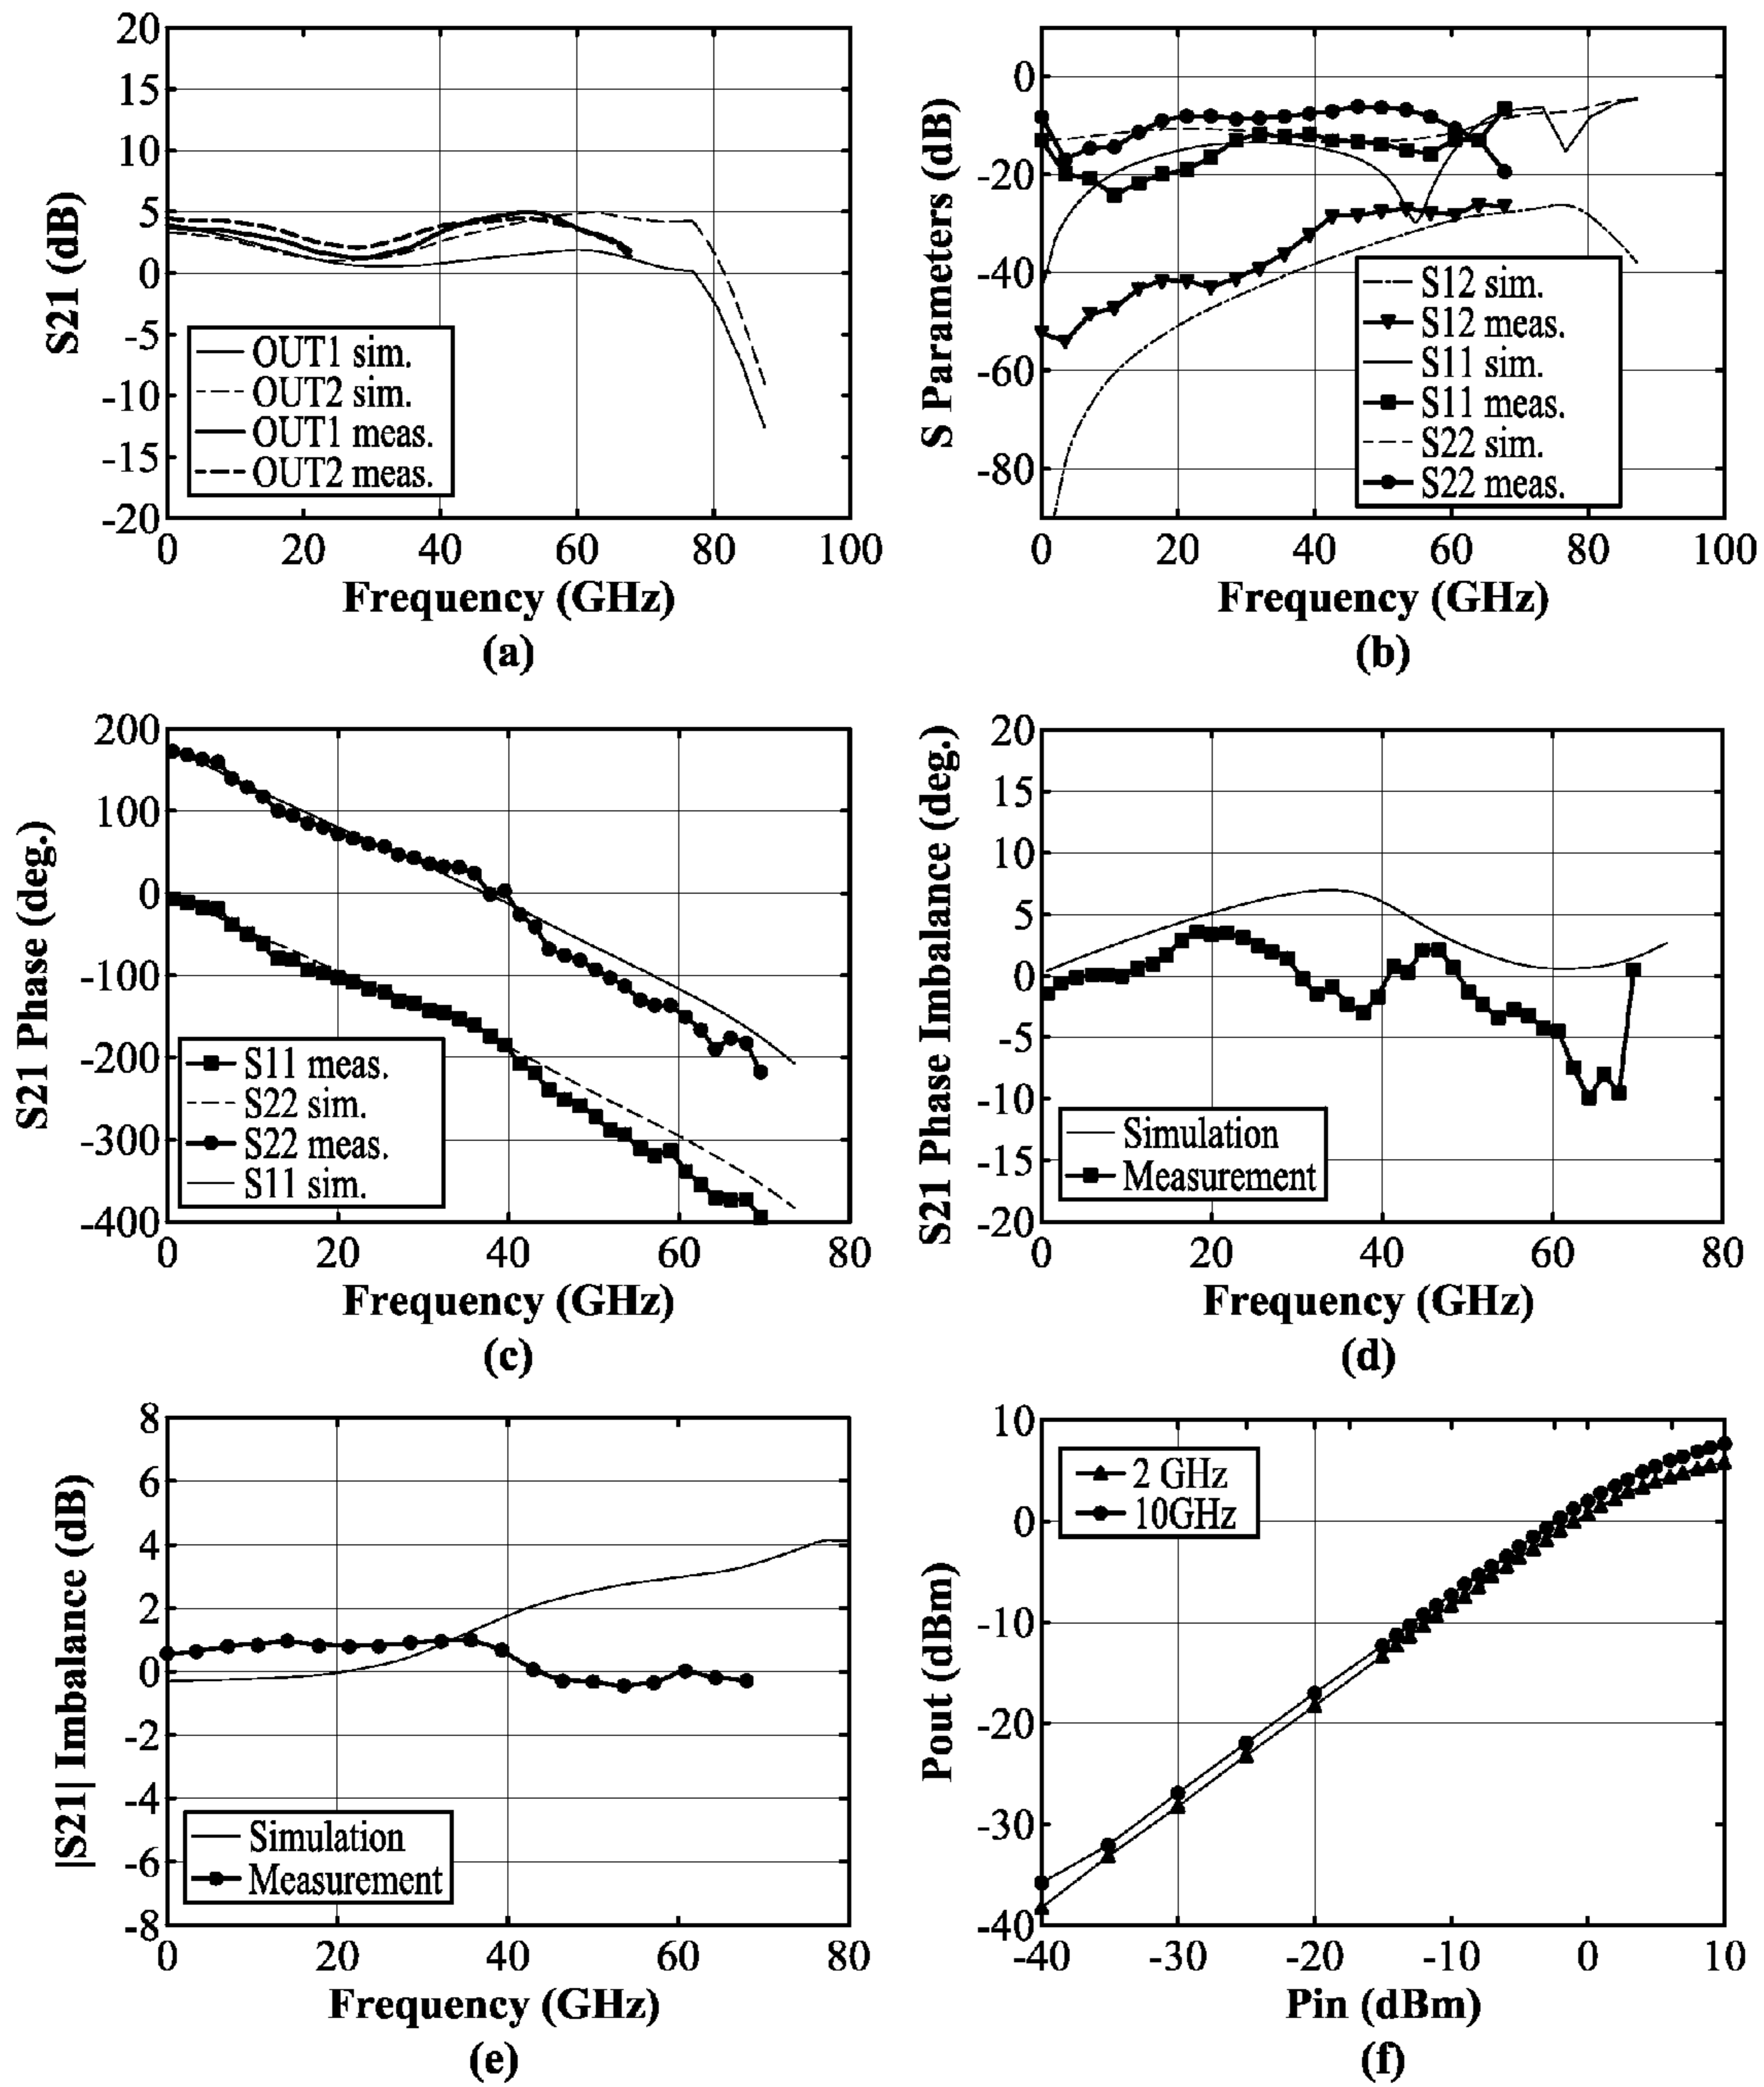 20
15
10
5
0
-5
-10
-15
-20
S21 (dB)
OUT1 sim.
OUT2 sim.
OUT1 meas.
OUT2 meas.
0 20 40 60 80 100
Frequency (GHz)
(a)
0
-20
-40
-60
-80
S Parameters (dB)
S12 sim.
S12 meas.
S11 sim.
S11 meas.
S22 sim.
S22 meas.
0 20 40 60 80 100
Frequency (GHz)
(b)
200
100
0
-100
-200
-300
-400
S21 Phase (deg.)
S11 meas.
S22 sim.
S22 meas.
S11 sim.
0 20 40 60 80
Frequency (GHz)
(c)
20
15
10
5
0
-5
-10
-15
-20
S21 Phase Imbalance (deg.)
Simulation
Measurement
0 20 40 60 80
Frequency (GHz)
(d)
8
6
4
2
0
-2
-4
-6
-8
|S21| Imbalance (dB)
Simulation
Measurement
0 20 40 60 80
Frequency (GHz)
(e)
10
0
-10
-20
-30
-40
Pout (dBm)
2 GHz
10GHz
-40 -30 -20 -10 0 10
Pin (dBm)
(f)